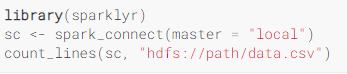 library(sparklyr)
sc <- spark_connect(master = "local")
count_lines(sc, "hdfs://path/data.csv")